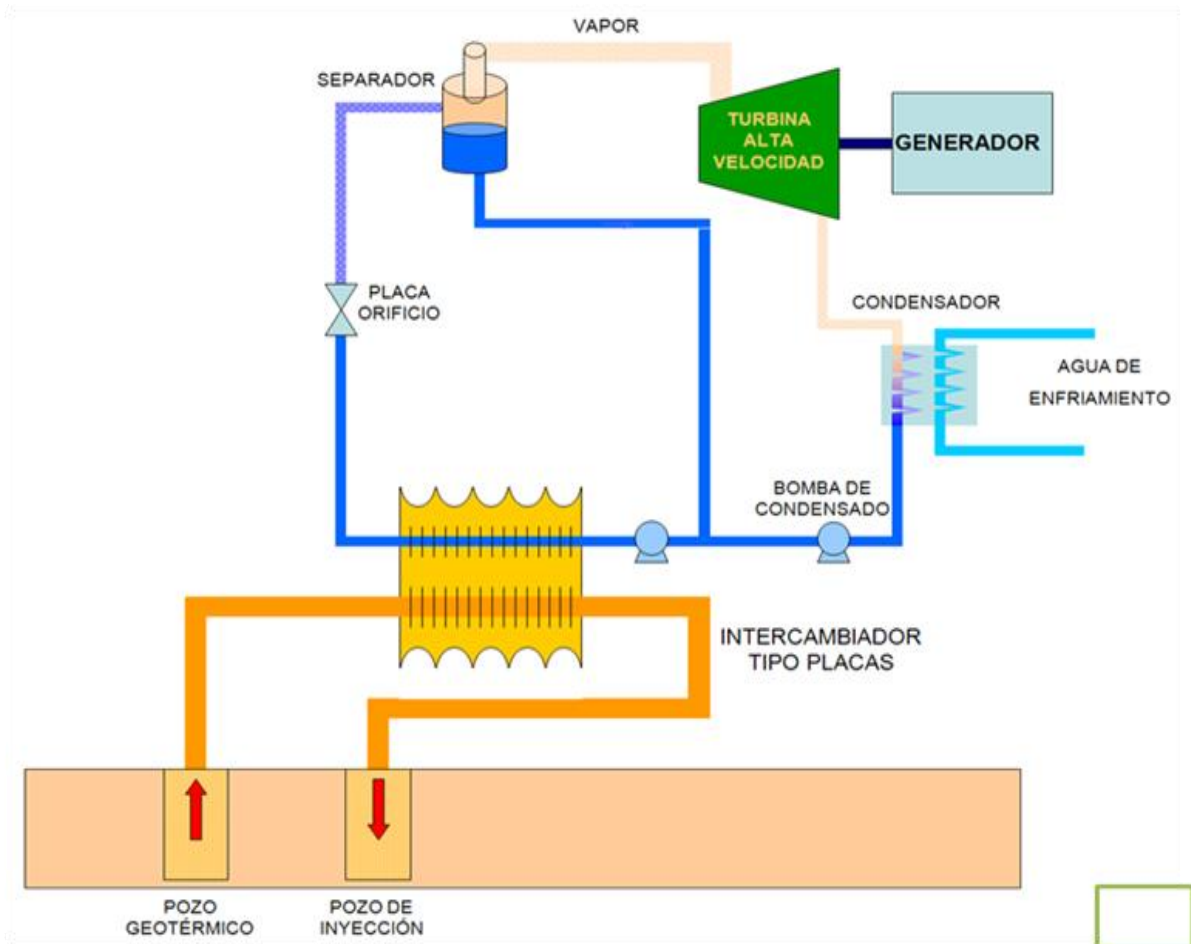 VAPOR
SEPARADOR
TURBINA
ALTA
VELOCIDAD
GENERADOR
PLACA
ORIFICIO
CONDENSADOR
AGUA DE
ENFRIAMIENTO
BOMBA DE
CONDENSADO
INTERCAMBIADOR
TIPO PLACAS
POZO
GEOTÉRMICO
POZO DE
INYECCIÓN